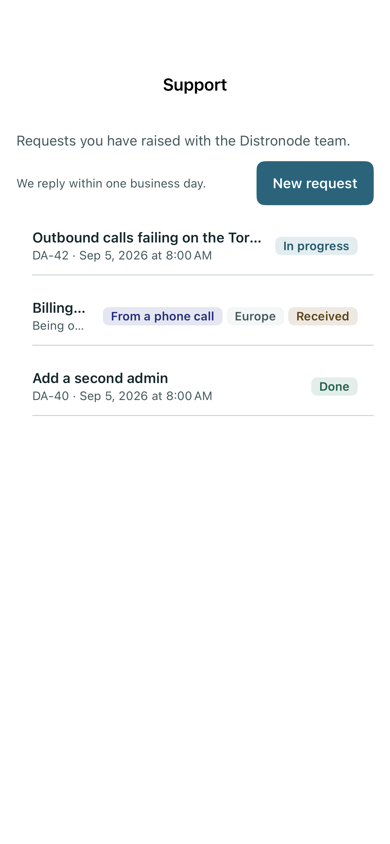 Support
Requests you have raised with the Distronode team.
We reply within one business day.
New request
Outbound calls failing on the Tor...
DA-42 · Sep 5, 2026 at 8:00 AM
In progress
Billing...
Being o...
From a phone call
Europe
Received
Add a second admin
DA-40 · Sep 5, 2026 at 8:00 AM
Done